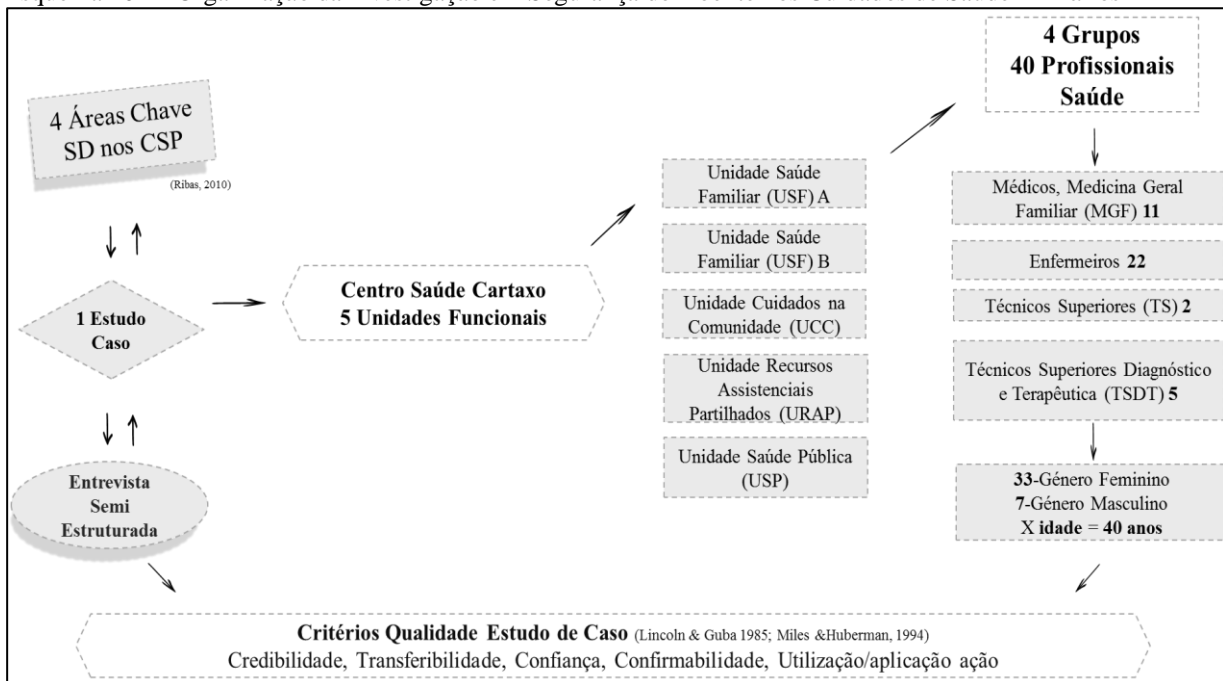 4 Áreas Chave
SD nos CSP
(Ribas, 2010)
1 Estudo
Caso
Entrevista
Semi
Estruturada
Centro Saúde Cartaxo
5 Unidades Funcionais
Unidade Saúde
Familiar (USF) A
Unidade Saúde
Familiar (USF) B
Unidade Cuidados na
Comunidade (UCC)
Unidade Recursos
Assistenciais
Partilhados (URAP)
Unidade Saúde Pública
(USP)
4 Grupos
40 Profissionais
Saúde
Médicos, Medicina Geral
Familiar (MGF) 11
Enfermeiros 22
Técnicos Superiores (TS) 2
Técnicos Superiores Diagnóstico
e Terapêutica (TSDT) 5
33-Género Feminino
7-Género Masculino
X idade = 40 anos
Critérios Qualidade Estudo de Caso (Lincoln & Guba 1985; Miles &Huberman, 1994)
Credibilidade, Transferibilidade, Confiança, Confirmabilidade, Utilização/aplicação ação